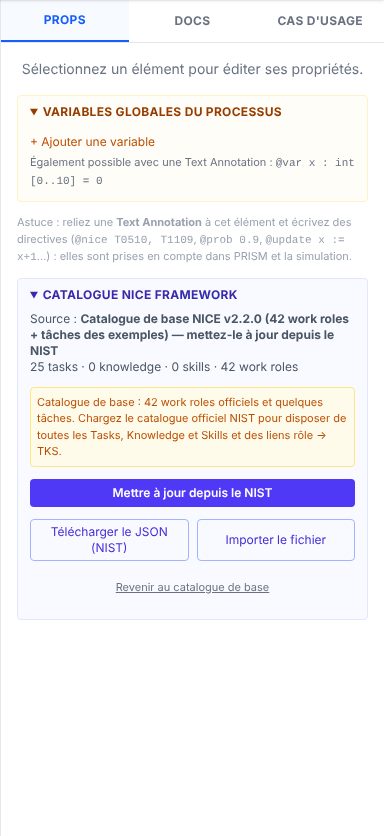 PROPS
DOCS
CAS D'USAGE
Sélectionnez un élément pour éditer ses propriétés.
▼ VARIABLES GLOBALES DU PROCESSUS
+ Ajouter une variable
Également possible avec une Text Annotation : @var x : int
[0..10] = 0
Astuce : reliez une Text Annotation à cet élément et écrivez des
directives (@nice T0510, T1109, @prob 0.9, @update x :=
x+1…) : elles sont prises en compte dans PRISM et la simulation.
▼ CATALOGUE NICE FRAMEWORK
Source : Catalogue de base NICE v2.2.0 (42 work roles
+ tâches des exemples) — mettez-le à jour depuis le
NIST
25 tasks · 0 knowledge · 0 skills · 42 work roles
Catalogue de base : 42 work roles officiels et quelques
tâches. Chargez le catalogue officiel NIST pour disposer de
toutes les Tasks, Knowledge et Skills et des liens rôle →
TKS.
Mettre à jour depuis le NIST
Télécharger le JSON
(NIST)
Importer le fichier
Revenir au catalogue de base